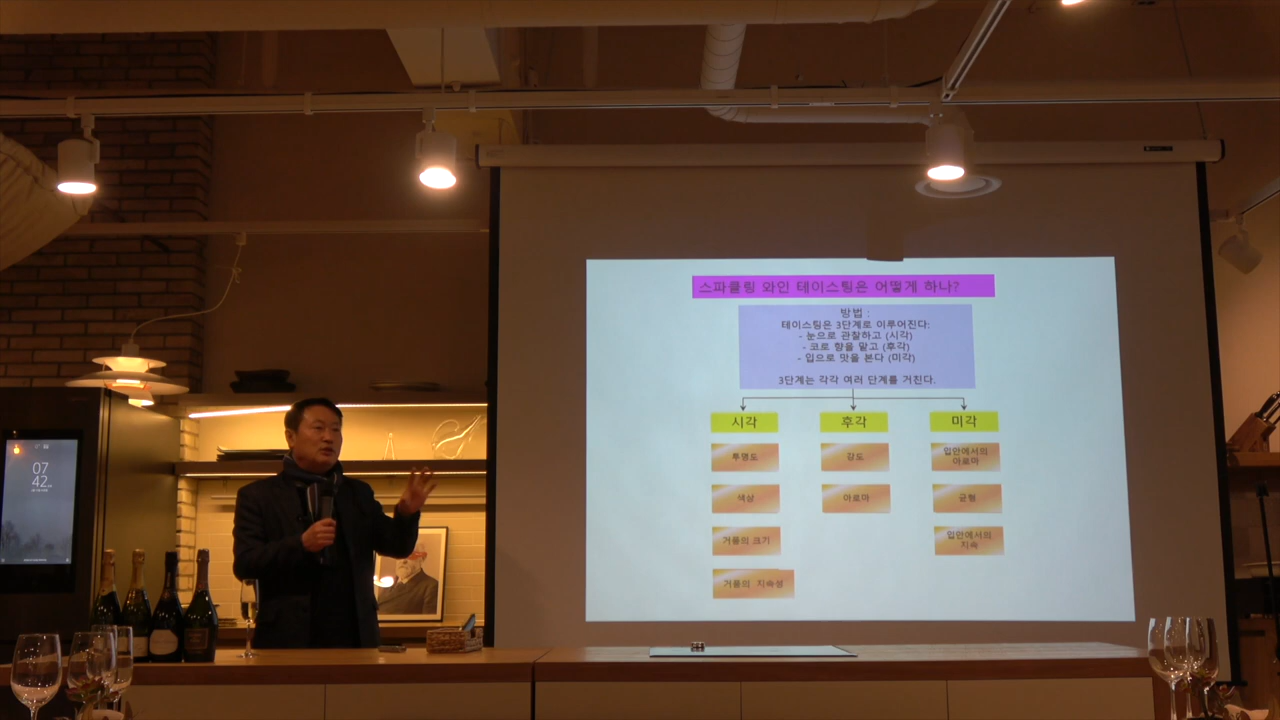 스파클링 와인 테이스팅은 어떻게 하나?
방법 :
테이스팅은 3단계로 이루어진다:
- 눈으로 관찰하고 (시각)
- 코로 향을 맡고 (후각)
- 입으로 맛을 본다 (미각)
3단계는 각각 여러 단계를 거친다.
시각
후각
미각
투명도
강도
입안에서의
아로마
색상
아로마
균형
거품의 크기
입안에서의
지속
거품의 지속성
07
42